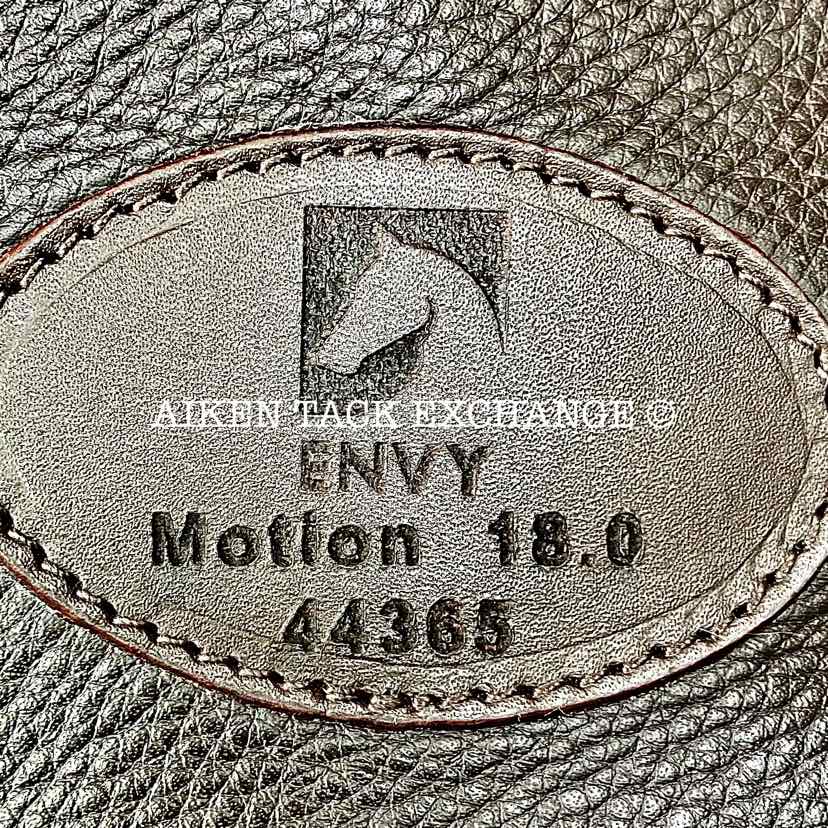 AIKEN TACK EXCHANGE ©
ENVY
Motion 18.0
44365